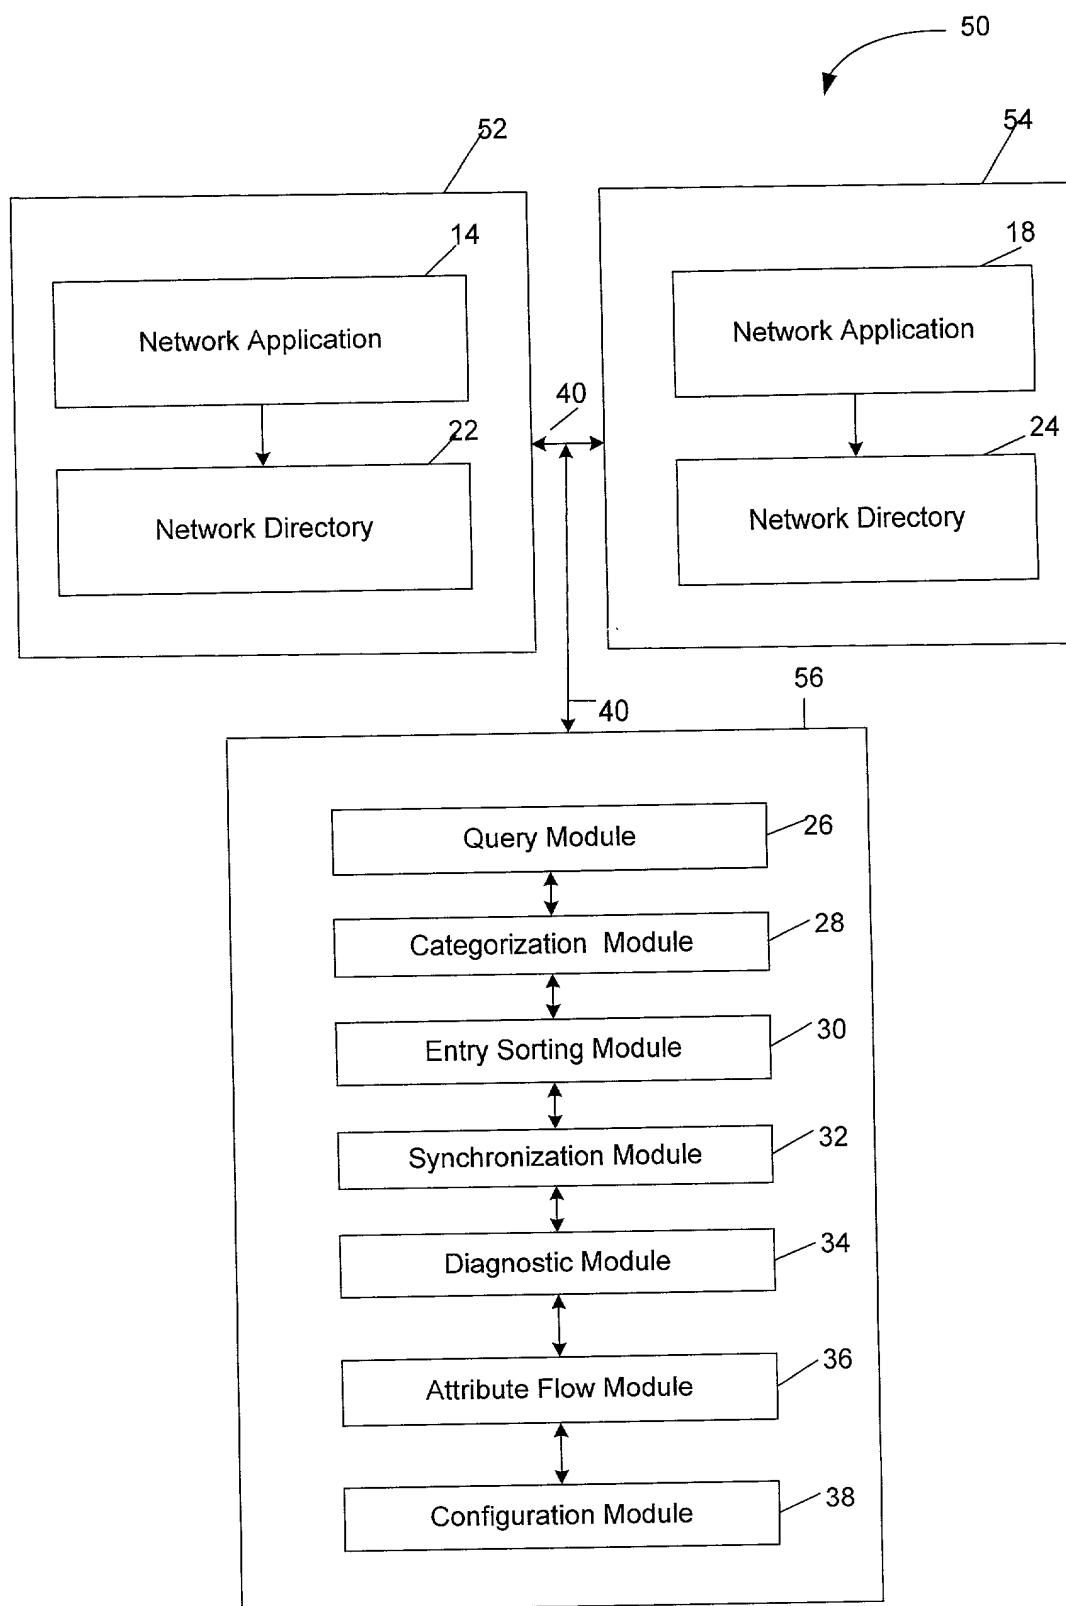 50
52
54
14
18
Network Application
Network Application
40
22
24
Network Directory
Network Directory
56
40
Query Module
26
Categorization Module
28
Entry Sorting Module
30
Synchronization Module
32
Diagnostic Module
34
Attribute Flow Module
36
Configuration Module
38